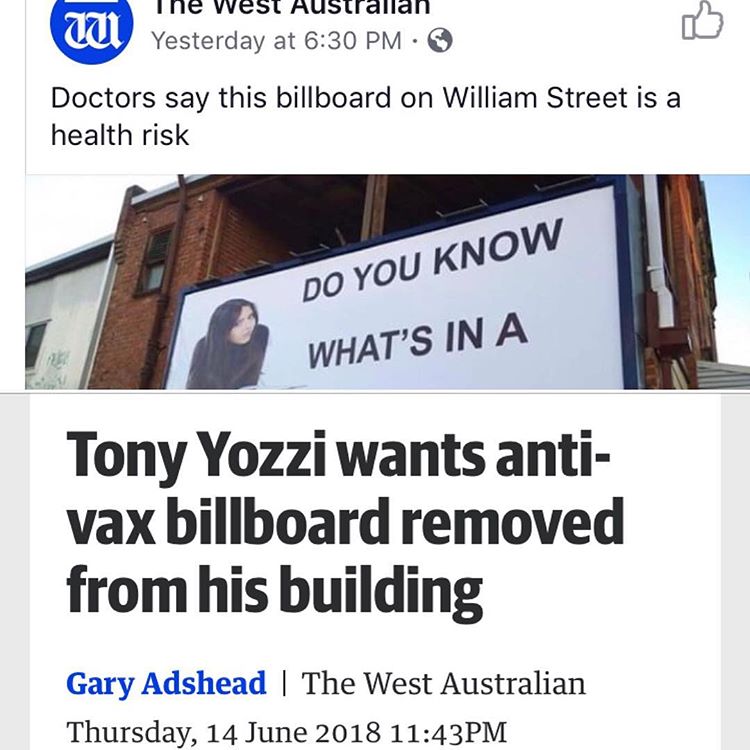 The West Australian
Yesterday at 6:30 PM ·
Doctors say this billboard on William Street is a
health risk
DO YOU KNOW
WHAT'S IN A
Tony Yozzi wants anti-
vax billboard removed
from his building
Gary Adshead | The West Australian
Thursday, 14 June 2018 11:43PM